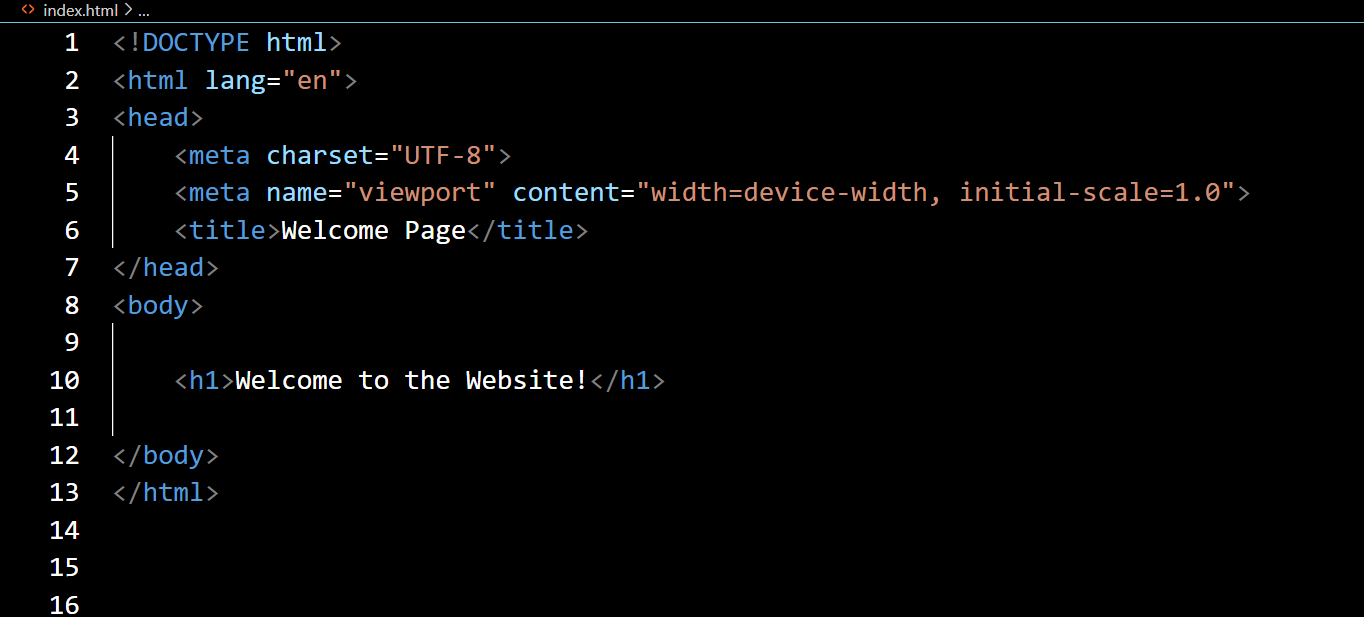 <> index.html > ...
1 <!DOCTYPE html>
2 <html lang="en">
3 <head>
4     <meta charset="UTF-8">
5     <meta name="viewport" content="width=device-width, initial-scale=1.0">
6     <title>Welcome Page</title>
7 </head>
8 <body>
9
10     <h1>Welcome to the Website!</h1>
11
12 </body>
13 </html>
14
15
16